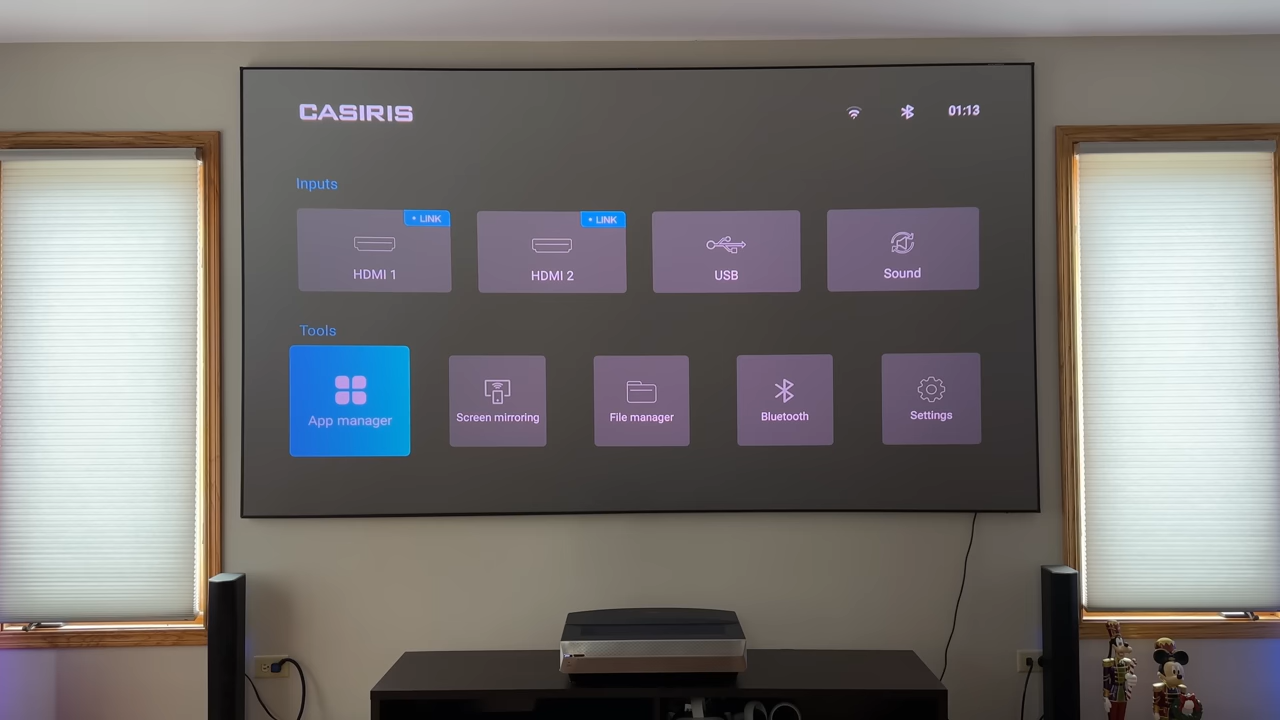 CASIRIS
01:13
Inputs
LINK
LINK
HDMI 1
HDMI 2
USB
Sound
Tools
App manager
Screen mirroring
File manager
Bluetooth
Settings